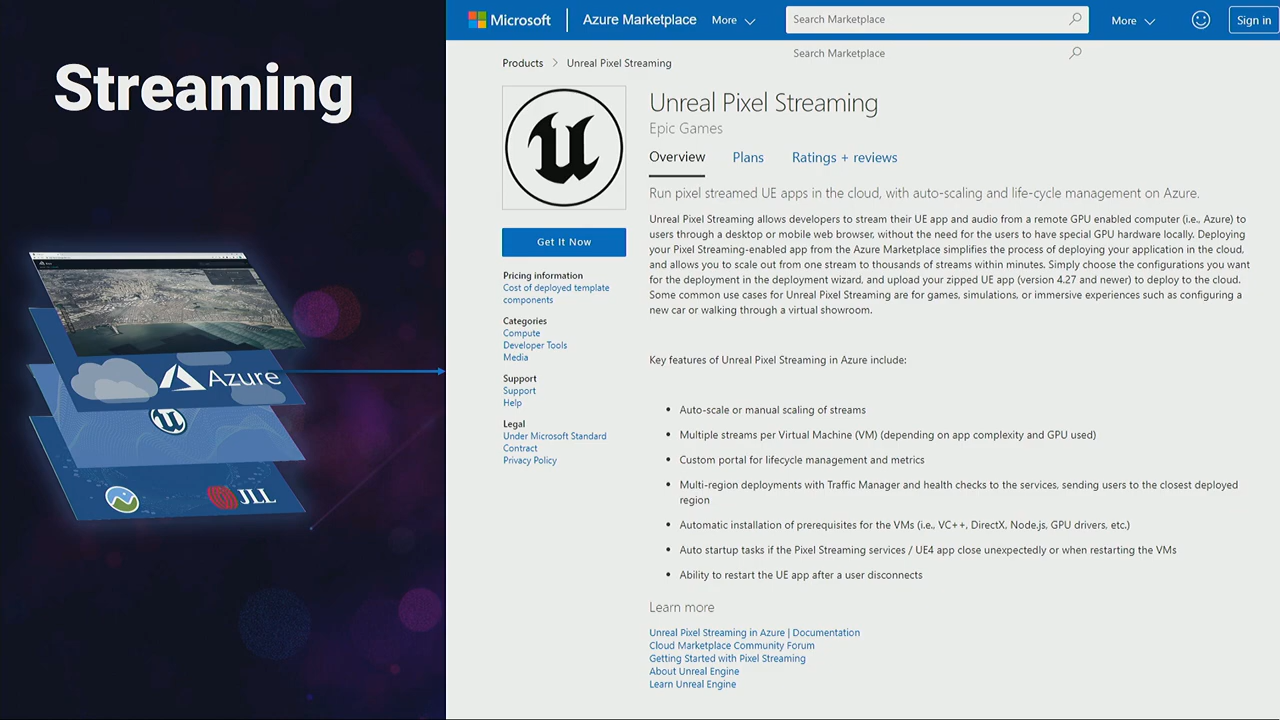 Streaming
Azure
JLL
Microsoft
Azure Marketplace
More
Search Marketplace
More
Sign in
Search Marketplace
Products > Unreal Pixel Streaming
Unreal Pixel Streaming
Epic Games
Overview
Plans
Ratings + reviews
Get It Now
Pricing information
Cost of deployed template
components
Categories
Compute
Developer Tools
Media
Support
Support
Help
Legal
Under Microsoft Standard
Contract
Privacy Policy
Run pixel streamed UE apps in the cloud, with auto-scaling and life-cycle management on Azure.
Unreal Pixel Streaming allows developers to stream their UE app and audio from a remote GPU enabled computer (i.e., Azure) to
users through a desktop or mobile web browser, without the need for the users to have special GPU hardware locally. Deploying
your Pixel Streaming-enabled app from the Azure Marketplace simplifies the process of deploying your application in the cloud,
and allows you to scale out from one stream to thousands of streams within minutes. Simply choose the configurations you want
for the deployment in the deployment wizard, and upload your zipped UE app (version 4.27 and newer) to deploy to the cloud.
Some common use cases for Unreal Pixel Streaming are for games, simulations, or immersive experiences such as configuring a
new car or walking through a virtual showroom.
Key features of Unreal Pixel Streaming in Azure include:
• Auto-scale or manual scaling of streams
• Multiple streams per Virtual Machine (VM) (depending on app complexity and GPU used)
• Custom portal for lifecycle management and metrics
• Multi-region deployments with Traffic Manager and health checks to the services, sending users to the closest deployed
region
• Automatic installation of prerequisites for the VMs (i.e., VC++, DirectX, Node.js, GPU drivers, etc.)
• Auto startup tasks if the Pixel Streaming services / UE4 app close unexpectedly or when restarting the VMs
• Ability to restart the UE app after a user disconnects
Learn more
Unreal Pixel Streaming in Azure | Documentation
Cloud Marketplace Community Forum
Getting Started with Pixel Streaming
About Unreal Engine
Learn Unreal Engine